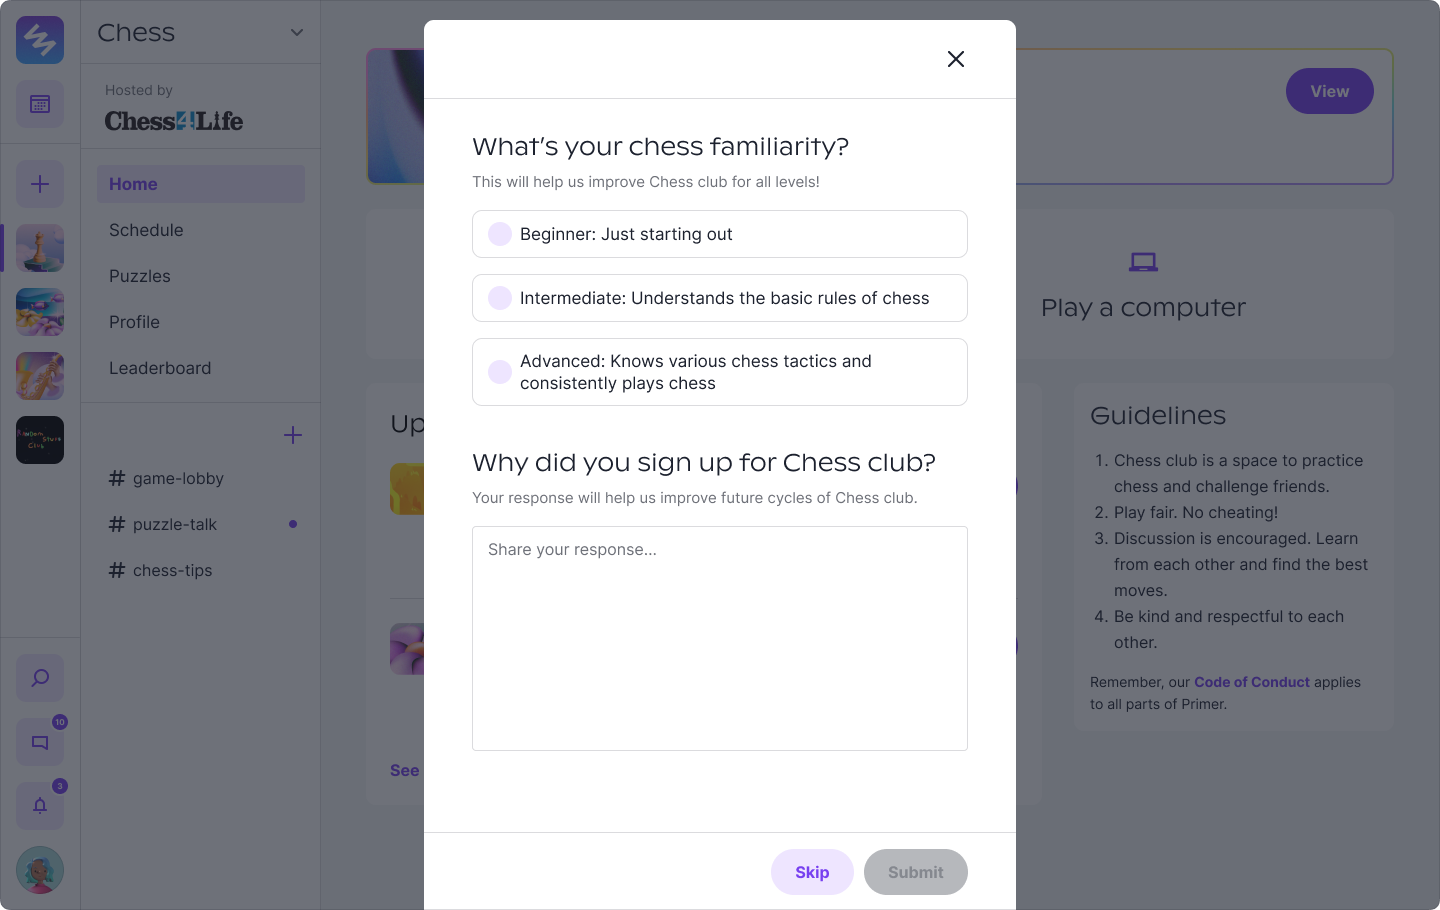 Chess
Hosted by
Chess4Life
Home
Schedule
Puzzles
Profile
Leaderboard
# game-lobby
# puzzle-talk
# chess-tips
10
3
What's your chess familiarity?
This will help us improve Chess club for all levels!
Beginner: Just starting out
Intermediate: Understands the basic rules of chess
Advanced: Knows various chess tactics and
consistently plays chess
Why did you sign up for Chess club?
Your response will help us improve future cycles of Chess club.
Share your response...
Skip
Submit
View
Play a computer
Up
See
Guidelines
1. Chess club is a space to practice
chess and challenge friends.
2. Play fair. No cheating!
3. Discussion is encouraged. Learn
from each other and find the best
moves.
4. Be kind and respectful to each
other.
Remember, our Code of Conduct applies
to all parts of Primer.